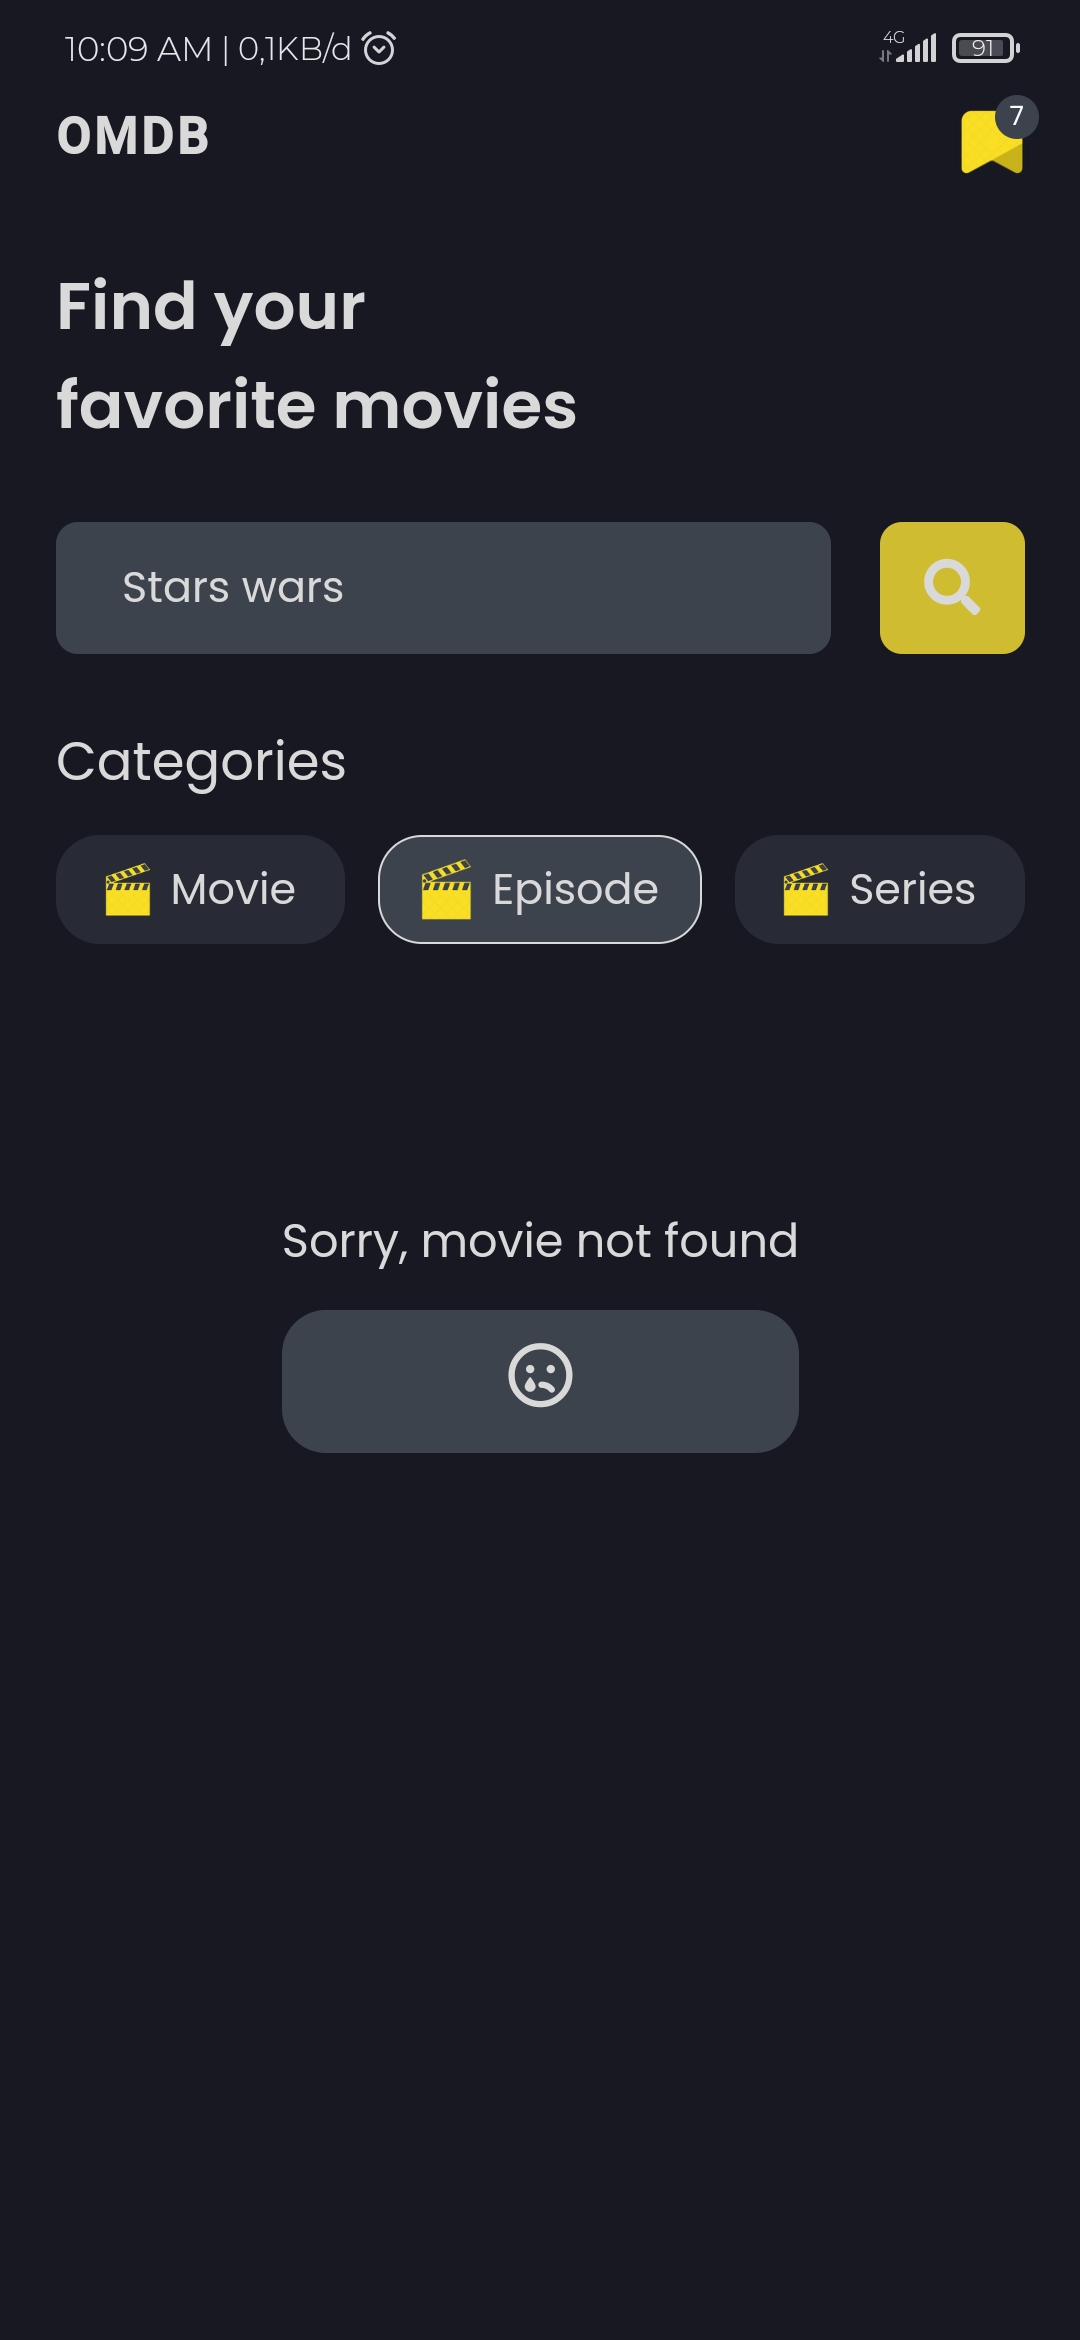 10:09 AM | 0,1KB/d
4G
91
OMDB
7
Find your
favorite movies
Stars wars
Categories
Movie
Episode
Series
Sorry, movie not found